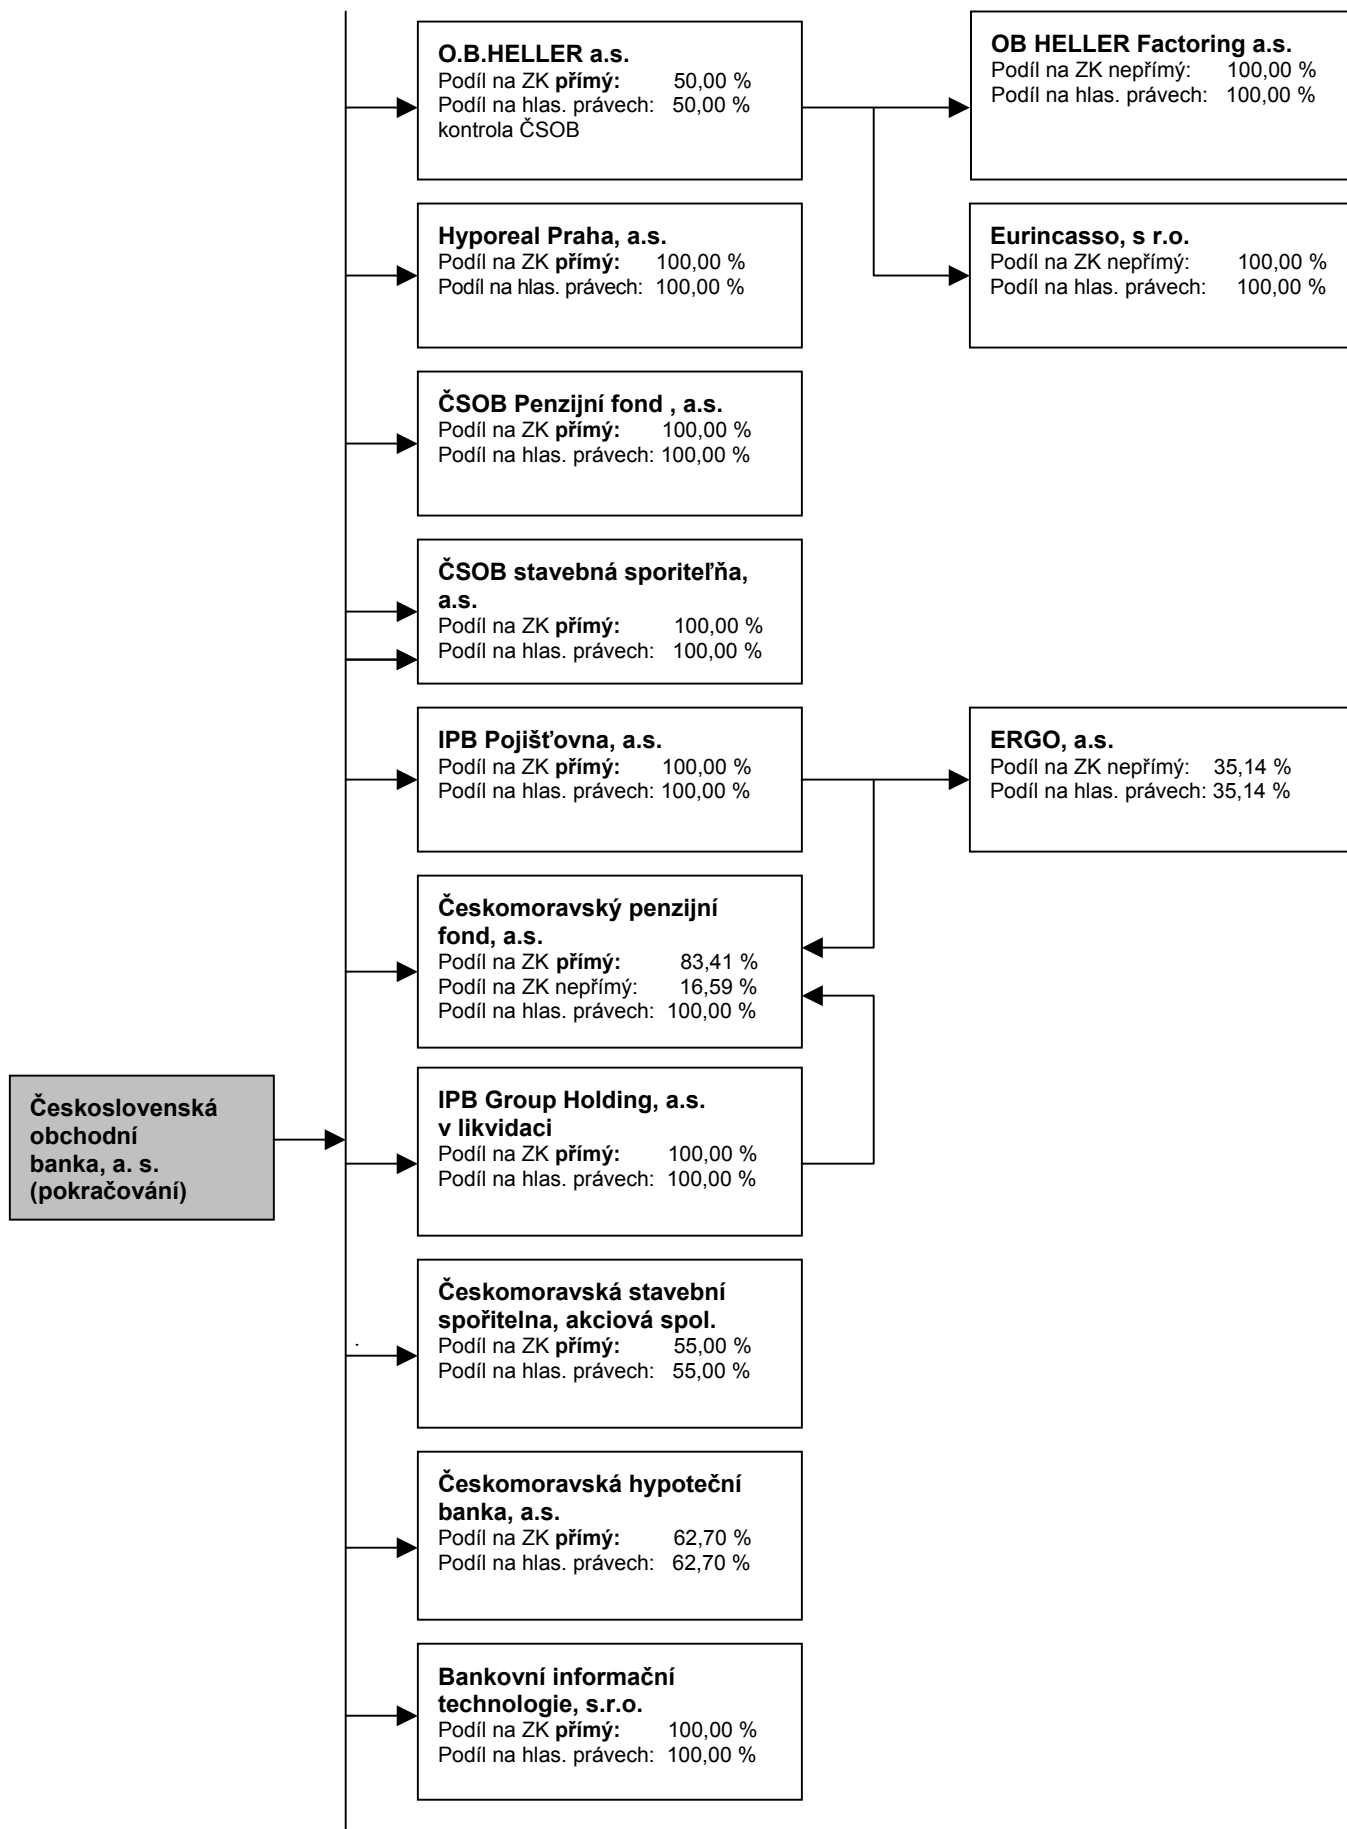 O.B.HELLER a.s.
Podíl na ZK přímý: 50,00 %
Podíl na hlas. právech: 50,00 %
kontrola ČSOB
OB HELLER Factoring a.s.
Podíl na ZK nepřímý: 100,00 %
Podíl na hlas. právech: 100,00 %
Hyporeal Praha, a.s.
Podíl na ZK přímý: 100,00 %
Podíl na hlas. právech: 100,00 %
Eurincasso, s r.o.
Podíl na ZK nepřímý: 100,00 %
Podíl na hlas. právech: 100,00 %
ČSOB Penzijní fond , a.s.
Podíl na ZK přímý: 100,00 %
Podíl na hlas. právech: 100,00 %
ČSOB stavebná sporiteľňa,
a.s.
Podíl na ZK přímý: 100,00 %
Podíl na hlas. právech: 100,00 %
IPB Pojišťovna, a.s.
Podíl na ZK přímý: 100,00 %
Podíl na hlas. právech: 100,00 %
ERGO, a.s.
Podíl na ZK nepřímý: 35,14 %
Podíl na hlas. právech: 35,14 %
Českomoravský penzijní
fond, a.s.
Podíl na ZK přímý: 83,41 %
Podíl na ZK nepřímý: 16,59 %
Podíl na hlas. právech: 100,00 %
Československá
obchodní
banka, a. s.
(pokračování)
IPB Group Holding, a.s.
v likvidaci
Podíl na ZK přímý: 100,00 %
Podíl na hlas. právech: 100,00 %
Českomoravská stavební
spořitelna, akciová spol.
Podíl na ZK přímý: 55,00 %
Podíl na hlas. právech: 55,00 %
Českomoravská hypoteční
banka, a.s.
Podíl na ZK přímý: 62,70 %
Podíl na hlas. právech: 62,70 %
Bankovní informační
technologie, s.r.o.
Podíl na ZK přímý: 100,00 %
Podíl na hlas. právech: 100,00 %